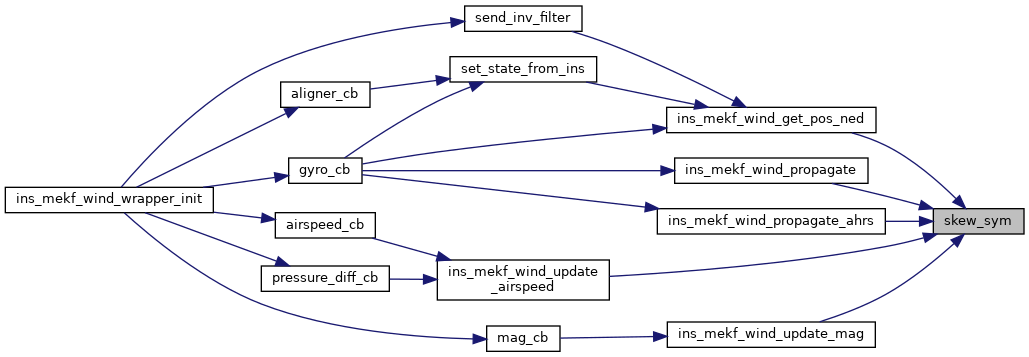 send_inv_filter
set_state_from_ins
aligner_cb
ins_mekf_wind_get_pos_ned
gyro_cb
ins_mekf_wind_propagate
ins_mekf_wind_wrapper_init
airspeed_cb
ins_mekf_wind_propagate_ahrs
skew_sym
pressure_diff_cb
ins_mekf_wind_update
_airspeed
mag_cb
ins_mekf_wind_update_mag